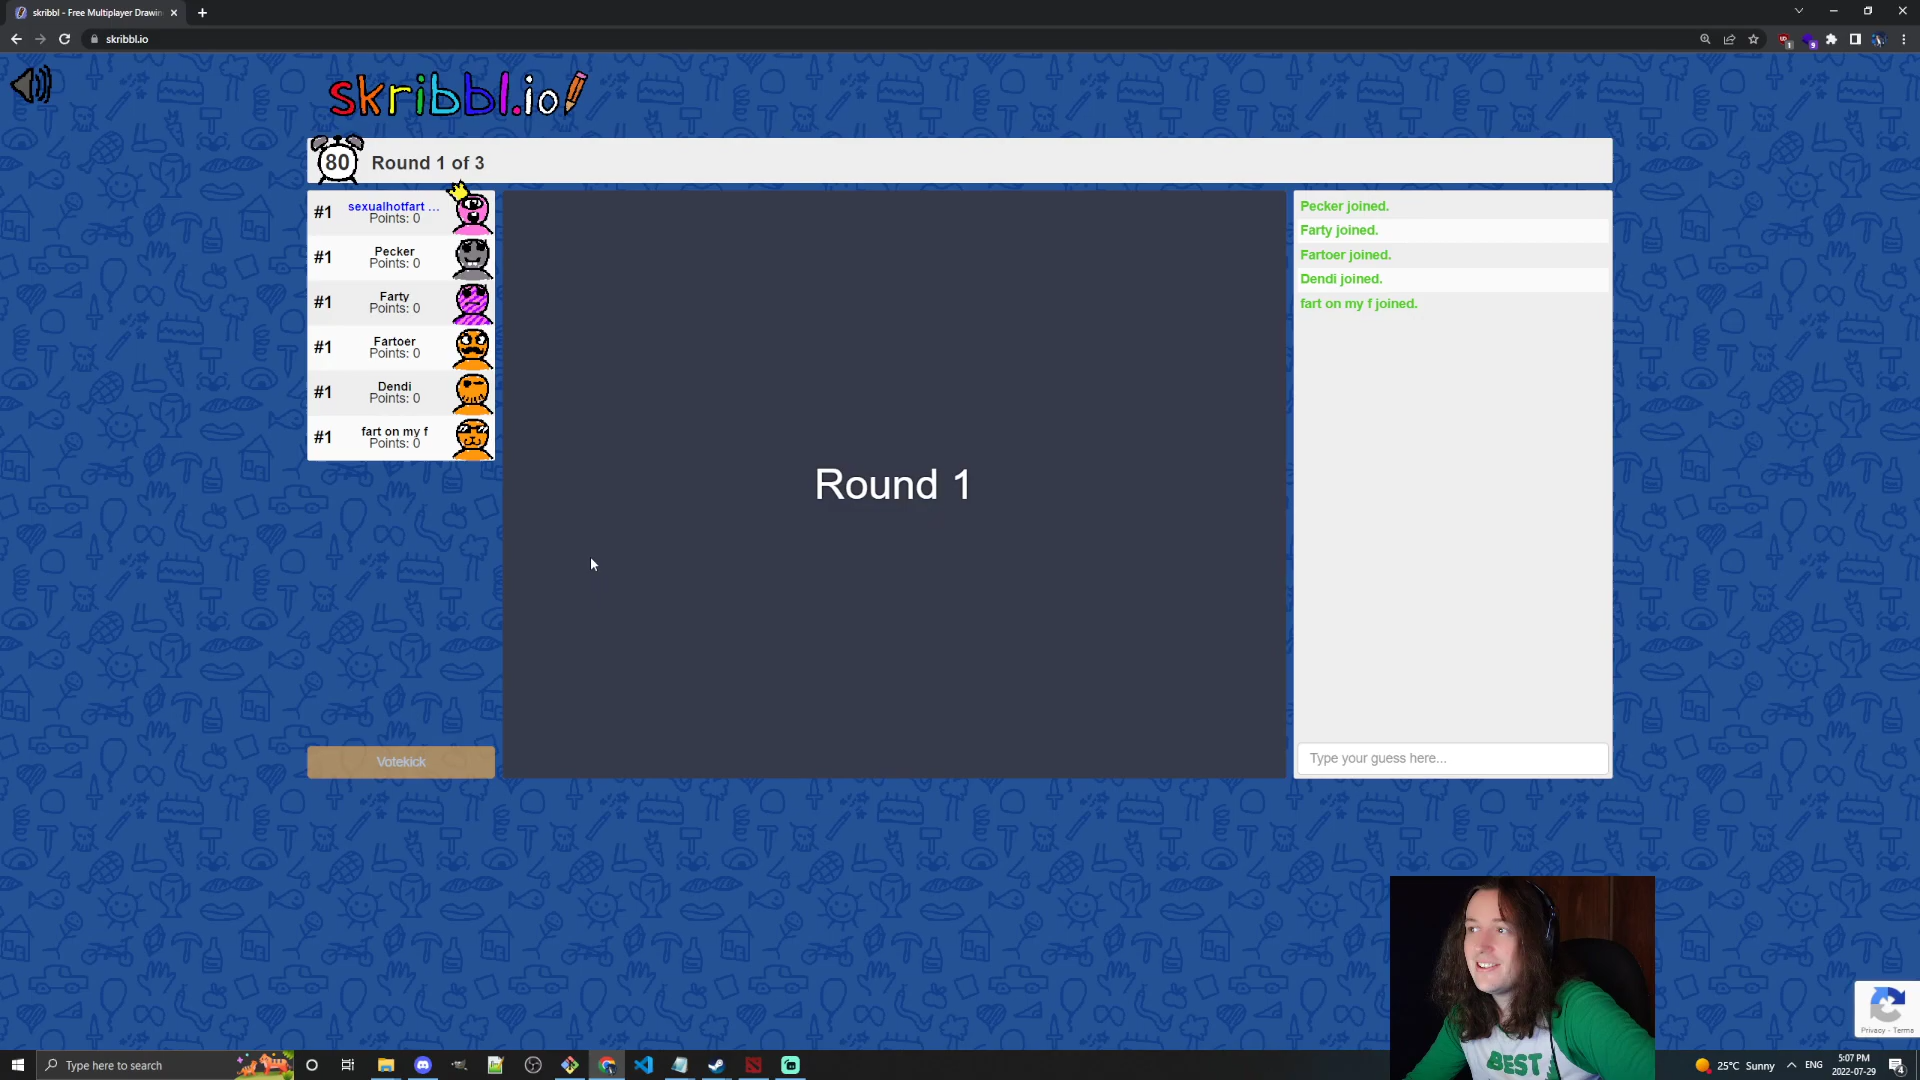 skribbl - Free Multiplayer Drawin
skribbl.io
skribbl.io
80
Round 1 of 3
#1
sexualhotfart ...
Points: 0
#1
Pecker
Points: 0
#1
Farty
Points: 0
#1
Fartoer
Points: 0
#1
Dendi
Points: 0
#1
fart on my f
Points: 0
Votekick
Round 1
Pecker joined.
Farty joined.
Fartoer joined.
Dendi joined.
fart on my f joined.
Type your guess here...
BEST
Privacy - Terms
Type here to search
25°C Sunny
ENG
5:07 PM
2022-07-29
4